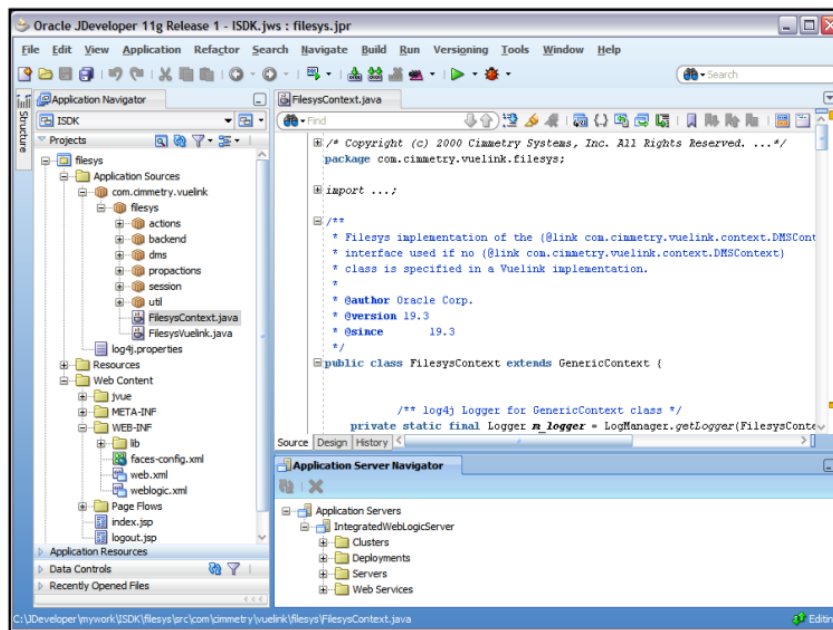 Oracle JDeveloper 11g Release 1 - ISDK.jws : filesys.jpr
File Edit View Application Refactor Search Navigate Build Run Versioning Tools Window Help
Search
Structure
Application Navigator
ISDK
Projects
filesys
Application Sources
com.cimmetry.vuelink
filesys
actions
backend
dms
propactions
session
util
FilesysContext.java
FilesysVuelink.java
log4j.properties
Resources
Web Content
jvue
META-INF
WEB-INF
lib
faces-config.xml
web.xml
weblogic.xml
Page Flows
index.jsp
logout.jsp
Application Resources
Data Controls
Recently Opened Files
FilesysContext.java
Find
/* Copyright (c) 2000 Cimmetry Systems, Inc. All Rights Reserved. ...*/
package com.cimmetry.vuelink.filesys;
import ...;
/**
* Filesys implementation of the {@link com.cimmetry.vuelink.context.DMSCont
* interface used if no {@link com.cimmetry.vuelink.context.DMSContext}
* class is specified in a Vuelink implementation.
*
* @author Oracle Corp.
* @version 19.3
* @since 19.3
*/
public class FilesysContext extends GenericContext {
/** log4j Logger for GenericContext class */
private static final Logger m_logger = LogManager.getLogger(FilesysConte
Source Design History
Application Server Navigator
Application Servers
IntegratedWebLogicServer
Clusters
Deployments
Servers
Web Services
C:\JDeveloper\mywork\ISDK\filesys\src\com\cimmetry\vuelink\filesys\FilesysContext.java
Editin